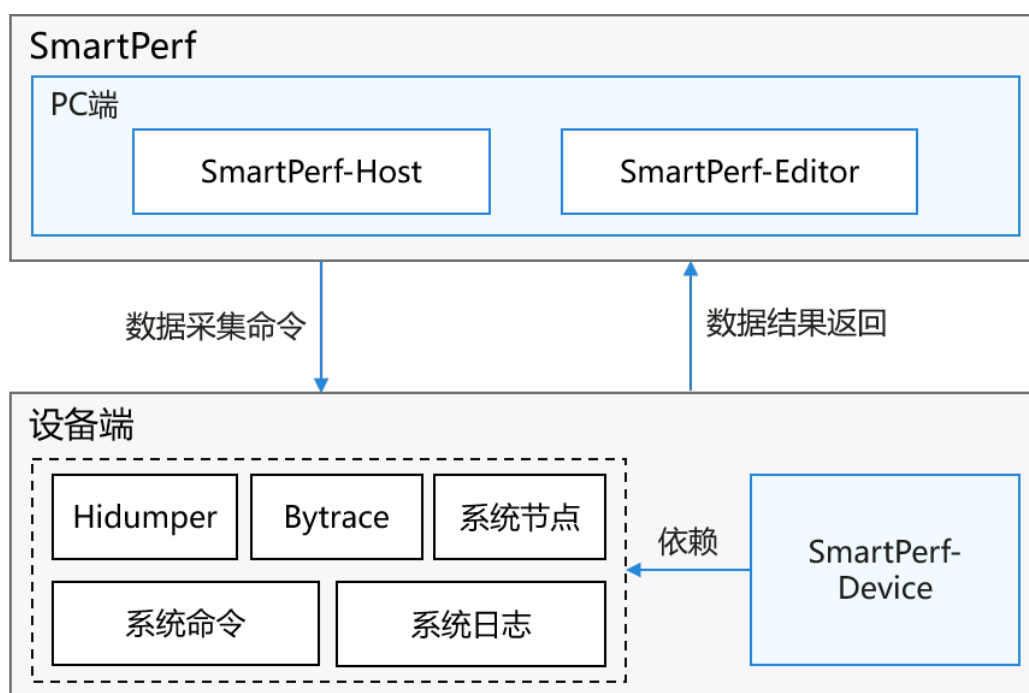 SmartPerf
PC端
SmartPerf-Host
SmartPerf-Editor
数据采集命令
数据结果返回
设备端
Hidumper
Bytrace
系统节点
依赖
SmartPerf-
Device
系统命令
系统日志